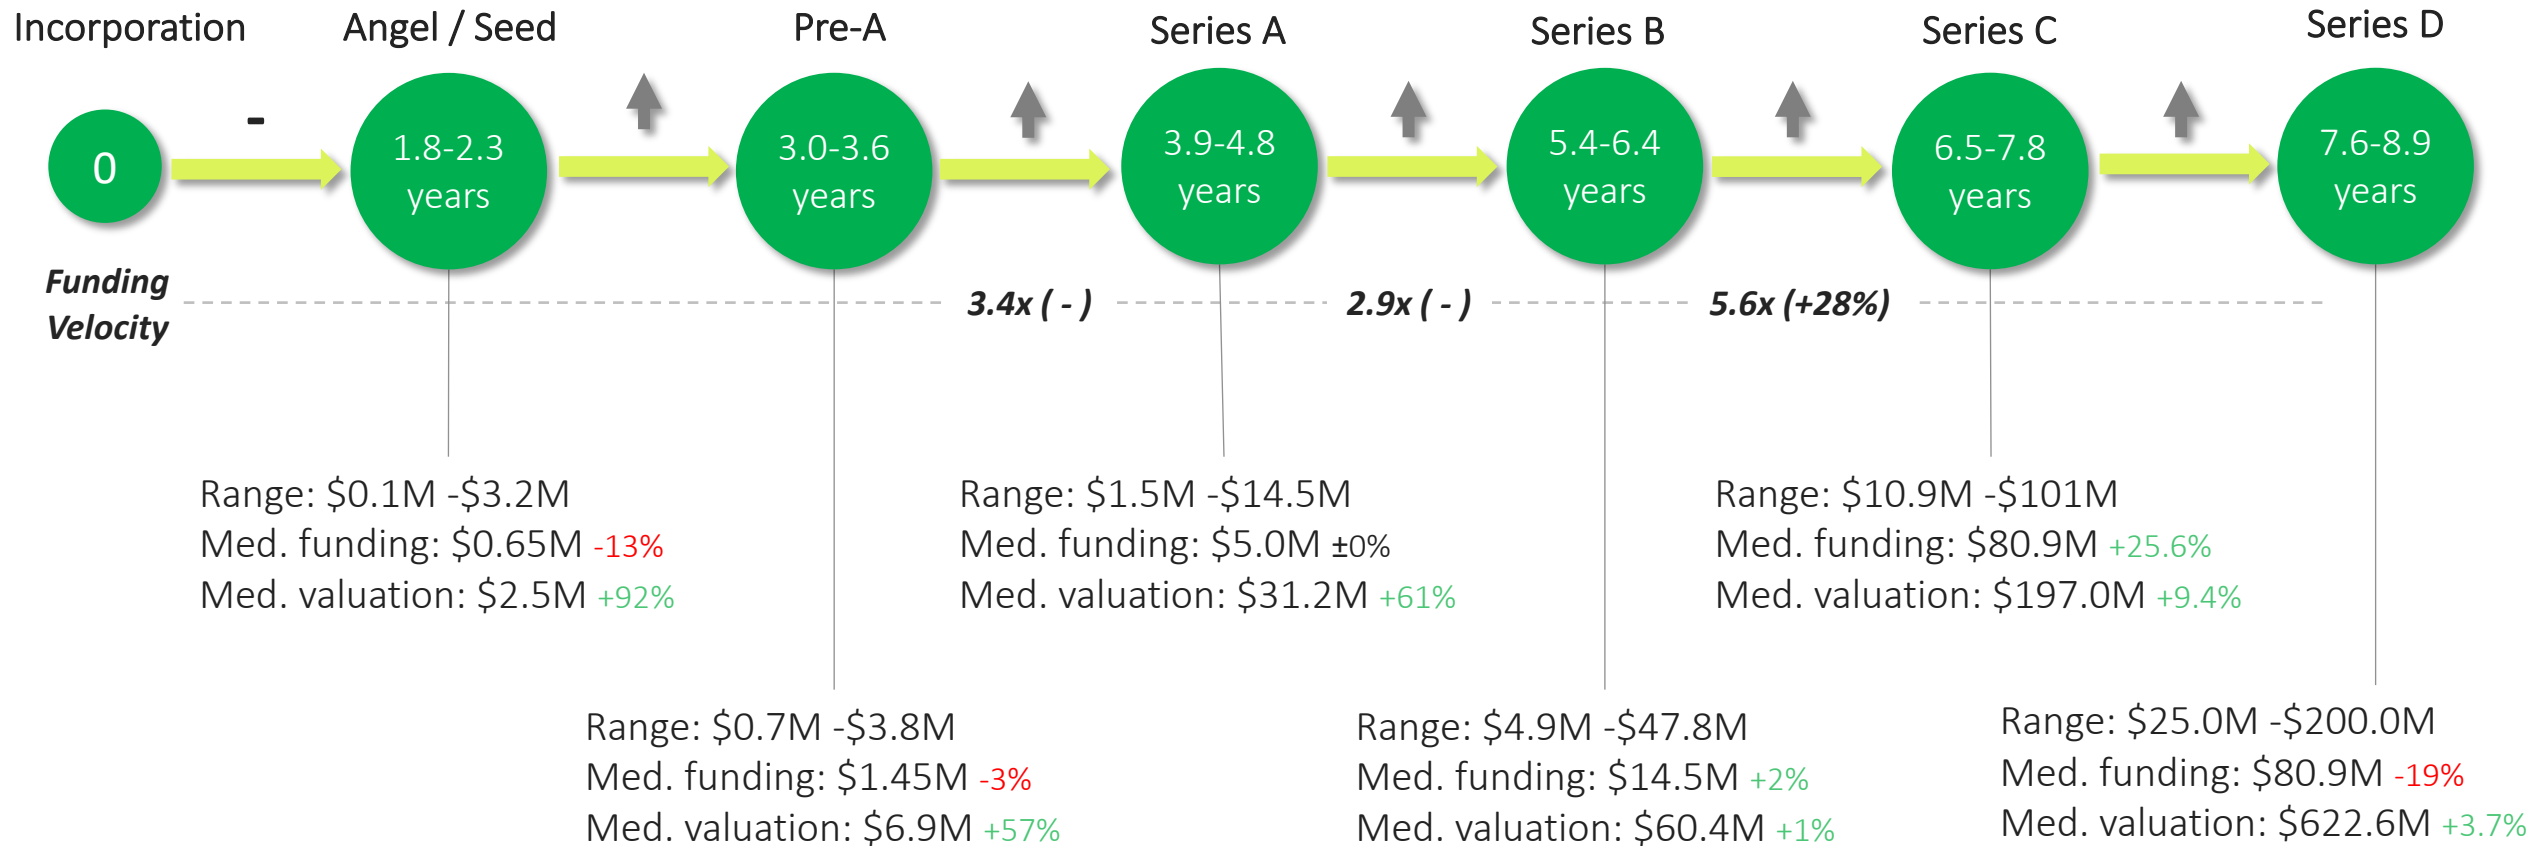 Incorporation
Angel / Seed
Pre-A
Series A
Series B
Series C
Series D
0
-
1.8-2.3
years
3.0-3.6
years
3.9-4.8
years
5.4-6.4
years
6.5-7.8
years
7.6-8.9
years
Funding
Velocity
3.4x ( - )
2.9x ( - )
5.6x (+28%)
Range: $0.1M -$3.2M
Med. funding: $0.65M -13%
Med. valuation: $2.5M +92%
Range: $1.5M -$14.5M
Med. funding: $5.0M ±0%
Med. valuation: $31.2M +61%
Range: $10.9M -$101M
Med. funding: $80.9M +25.6%
Med. valuation: $197.0M +9.4%
Range: $0.7M -$3.8M
Med. funding: $1.45M -3%
Med. valuation: $6.9M +57%
Range: $4.9M -$47.8M
Med. funding: $14.5M +2%
Med. valuation: $60.4M +1%
Range: $25.0M -$200.0M
Med. funding: $80.9M -19%
Med. valuation: $622.6M +3.7%